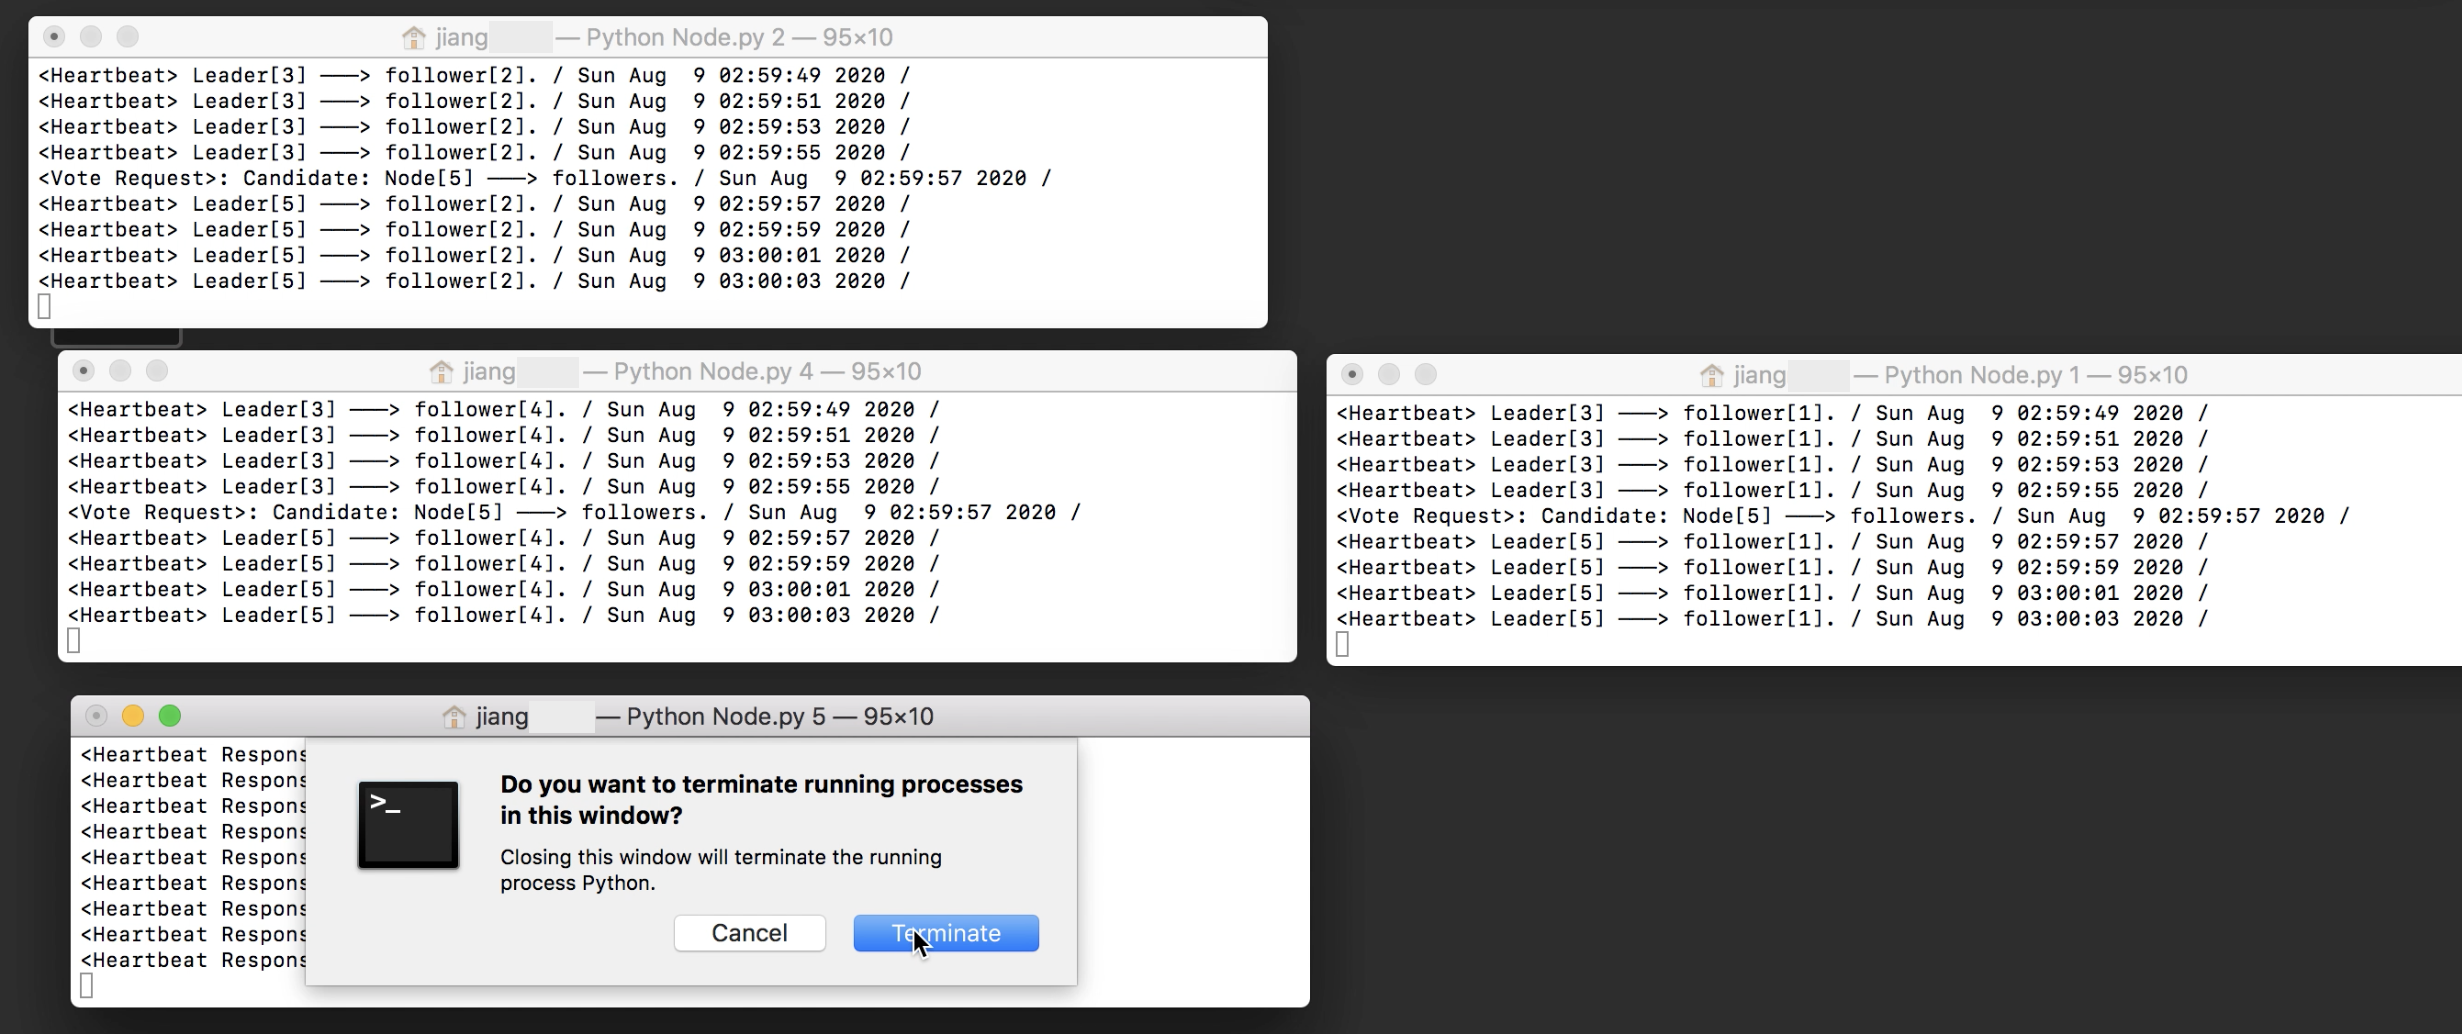 jiang — Python Node.py 2 — 95×10
<Heartbeat> Leader[3] ———> follower[2]. / Sun Aug  9 02:59:49 2020 /
<Heartbeat> Leader[3] ———> follower[2]. / Sun Aug  9 02:59:51 2020 /
<Heartbeat> Leader[3] ———> follower[2]. / Sun Aug  9 02:59:53 2020 /
<Heartbeat> Leader[3] ———> follower[2]. / Sun Aug  9 02:59:55 2020 /
<Vote Request>: Candidate: Node[5] ———> followers. / Sun Aug  9 02:59:57 2020 /
<Heartbeat> Leader[5] ———> follower[2]. / Sun Aug  9 02:59:57 2020 /
<Heartbeat> Leader[5] ———> follower[2]. / Sun Aug  9 02:59:59 2020 /
<Heartbeat> Leader[5] ———> follower[2]. / Sun Aug  9 03:00:01 2020 /
<Heartbeat> Leader[5] ———> follower[2]. / Sun Aug  9 03:00:03 2020 /
jiang — Python Node.py 4 — 95×10
<Heartbeat> Leader[3] ———> follower[4]. / Sun Aug  9 02:59:49 2020 /
<Heartbeat> Leader[3] ———> follower[4]. / Sun Aug  9 02:59:51 2020 /
<Heartbeat> Leader[3] ———> follower[4]. / Sun Aug  9 02:59:53 2020 /
<Heartbeat> Leader[3] ———> follower[4]. / Sun Aug  9 02:59:55 2020 /
<Vote Request>: Candidate: Node[5] ———> followers. / Sun Aug  9 02:59:57 2020 /
<Heartbeat> Leader[5] ———> follower[4]. / Sun Aug  9 02:59:57 2020 /
<Heartbeat> Leader[5] ———> follower[4]. / Sun Aug  9 02:59:59 2020 /
<Heartbeat> Leader[5] ———> follower[4]. / Sun Aug  9 03:00:01 2020 /
<Heartbeat> Leader[5] ———> follower[4]. / Sun Aug  9 03:00:03 2020 /
jiang — Python Node.py 1 — 95×10
<Heartbeat> Leader[3] ———> follower[1]. / Sun Aug  9 02:59:49 2020 /
<Heartbeat> Leader[3] ———> follower[1]. / Sun Aug  9 02:59:51 2020 /
<Heartbeat> Leader[3] ———> follower[1]. / Sun Aug  9 02:59:53 2020 /
<Heartbeat> Leader[3] ———> follower[1]. / Sun Aug  9 02:59:55 2020 /
<Vote Request>: Candidate: Node[5] ———> followers. / Sun Aug  9 02:59:57 2020 /
<Heartbeat> Leader[5] ———> follower[1]. / Sun Aug  9 02:59:57 2020 /
<Heartbeat> Leader[5] ———> follower[1]. / Sun Aug  9 02:59:59 2020 /
<Heartbeat> Leader[5] ———> follower[1]. / Sun Aug  9 03:00:01 2020 /
<Heartbeat> Leader[5] ———> follower[1]. / Sun Aug  9 03:00:03 2020 /
jiang — Python Node.py 5 — 95×10
<Heartbeat Respons
<Heartbeat Respons
<Heartbeat Respons
<Heartbeat Respons
<Heartbeat Respons
<Heartbeat Respons
<Heartbeat Respons
<Heartbeat Respons
<Heartbeat Respons
>_
Do you want to terminate running processes
in this window?
Closing this window will terminate the running
process Python.
Cancel
Terminate